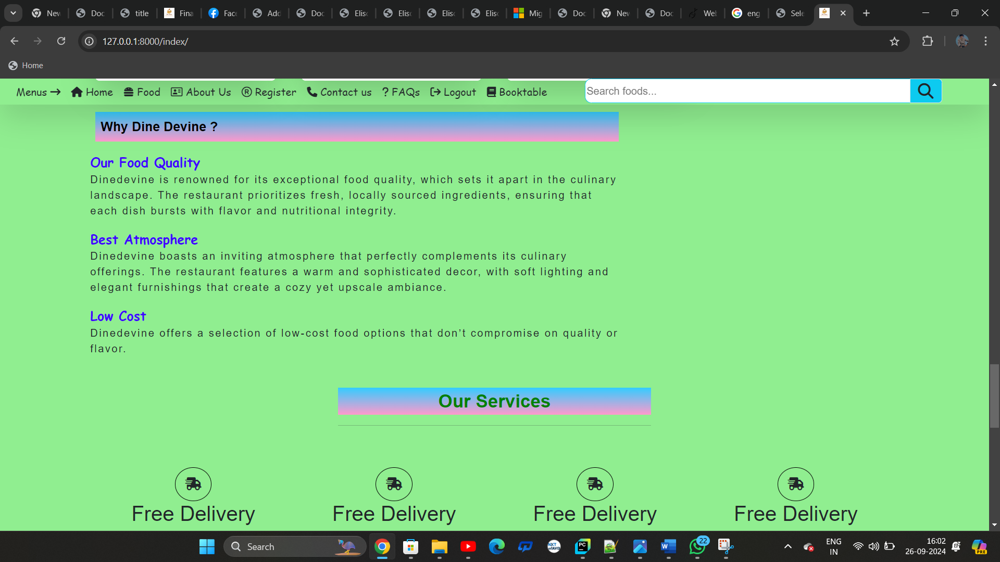 New
Doc
title
Fina
Face
Add
Doc
Elisc
Elisc
Elisc
Elisc
Mig
Doc
New
Doc
Web
eng
Sele
127.0.0.1:8000/index/
Home
Menus → Home Food About Us Register Contact us ? FAQs Logout Booktable
Search foods...
Why Dine Devine ?
Our Food Quality
Dinedevine is renowned for its exceptional food quality, which sets it apart in the culinary
landscape. The restaurant prioritizes fresh, locally sourced ingredients, ensuring that
each dish bursts with flavor and nutritional integrity.
Best Atmosphere
Dinedevine boasts an inviting atmosphere that perfectly complements its culinary
offerings. The restaurant features a warm and sophisticated decor, with soft lighting and
elegant furnishings that create a cozy yet upscale ambiance.
Low Cost
Dinedevine offers a selection of low-cost food options that don’t compromise on quality or
flavor.
Our Services
Free Delivery
Free Delivery
Free Delivery
Free Delivery
Search
22
ENG
IN
16:02
26-09-2024